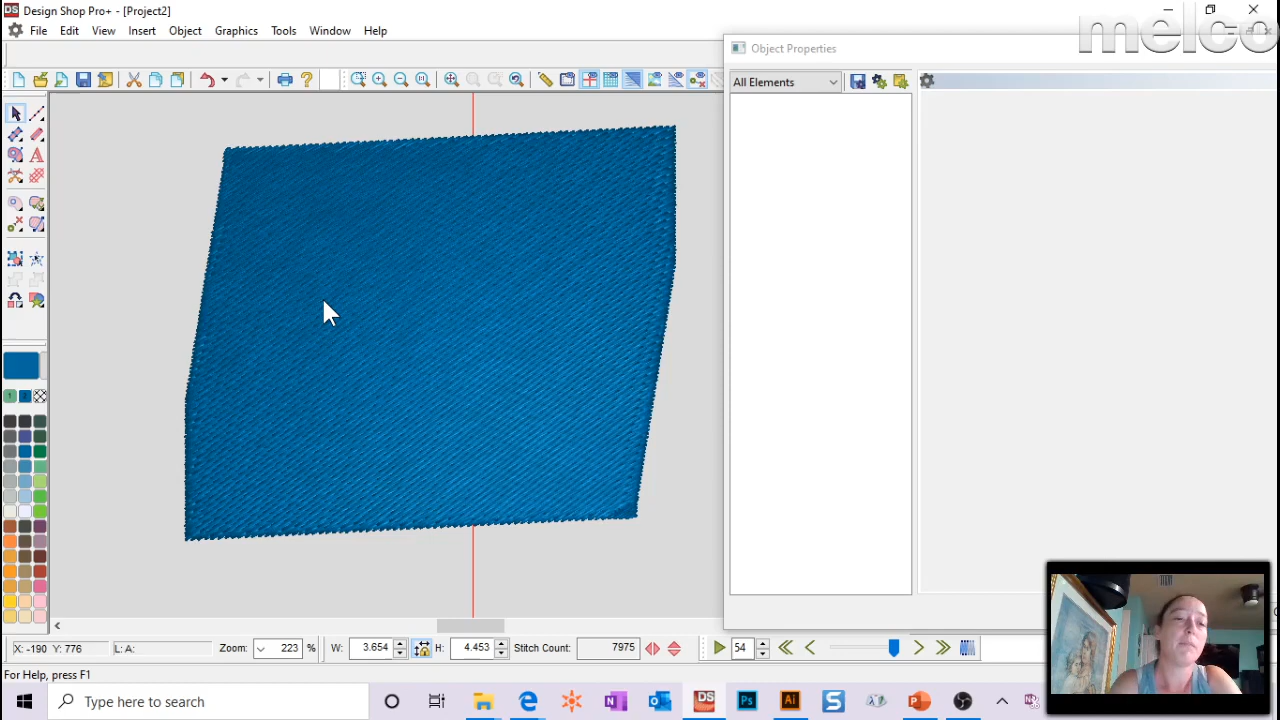 Design Shop Pro+ - [Project2]
melco
File Edit View Insert Object Graphics Tools Window Help
Object Properties
All Elements
1 2
X: -190 Y: 776 L: A: Zoom: 223 % W: 3.654 H: 4.453 Stitch Count: 7975 54
For Help, press F1
Type here to search